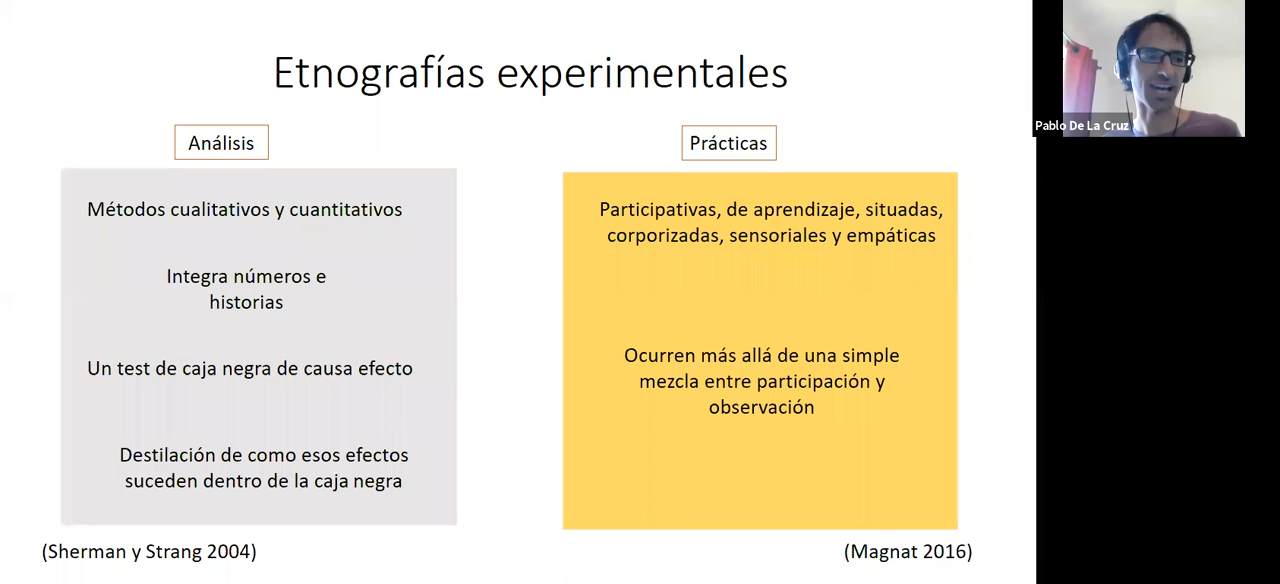 Etnografías experimentales
Análisis
Métodos cualitativos y cuantitativos
Integra números e
historias
Un test de caja negra de causa efecto
Destilación de como esos efectos
suceden dentro de la caja negra
(Sherman y Strang 2004)
Prácticas
Participativas, de aprendizaje, situadas,
corporizadas, sensoriales y empáticas
Ocurren más allá de una simple
mezcla entre participación y
observación
(Magnat 2016)
Pablo De La Cruz